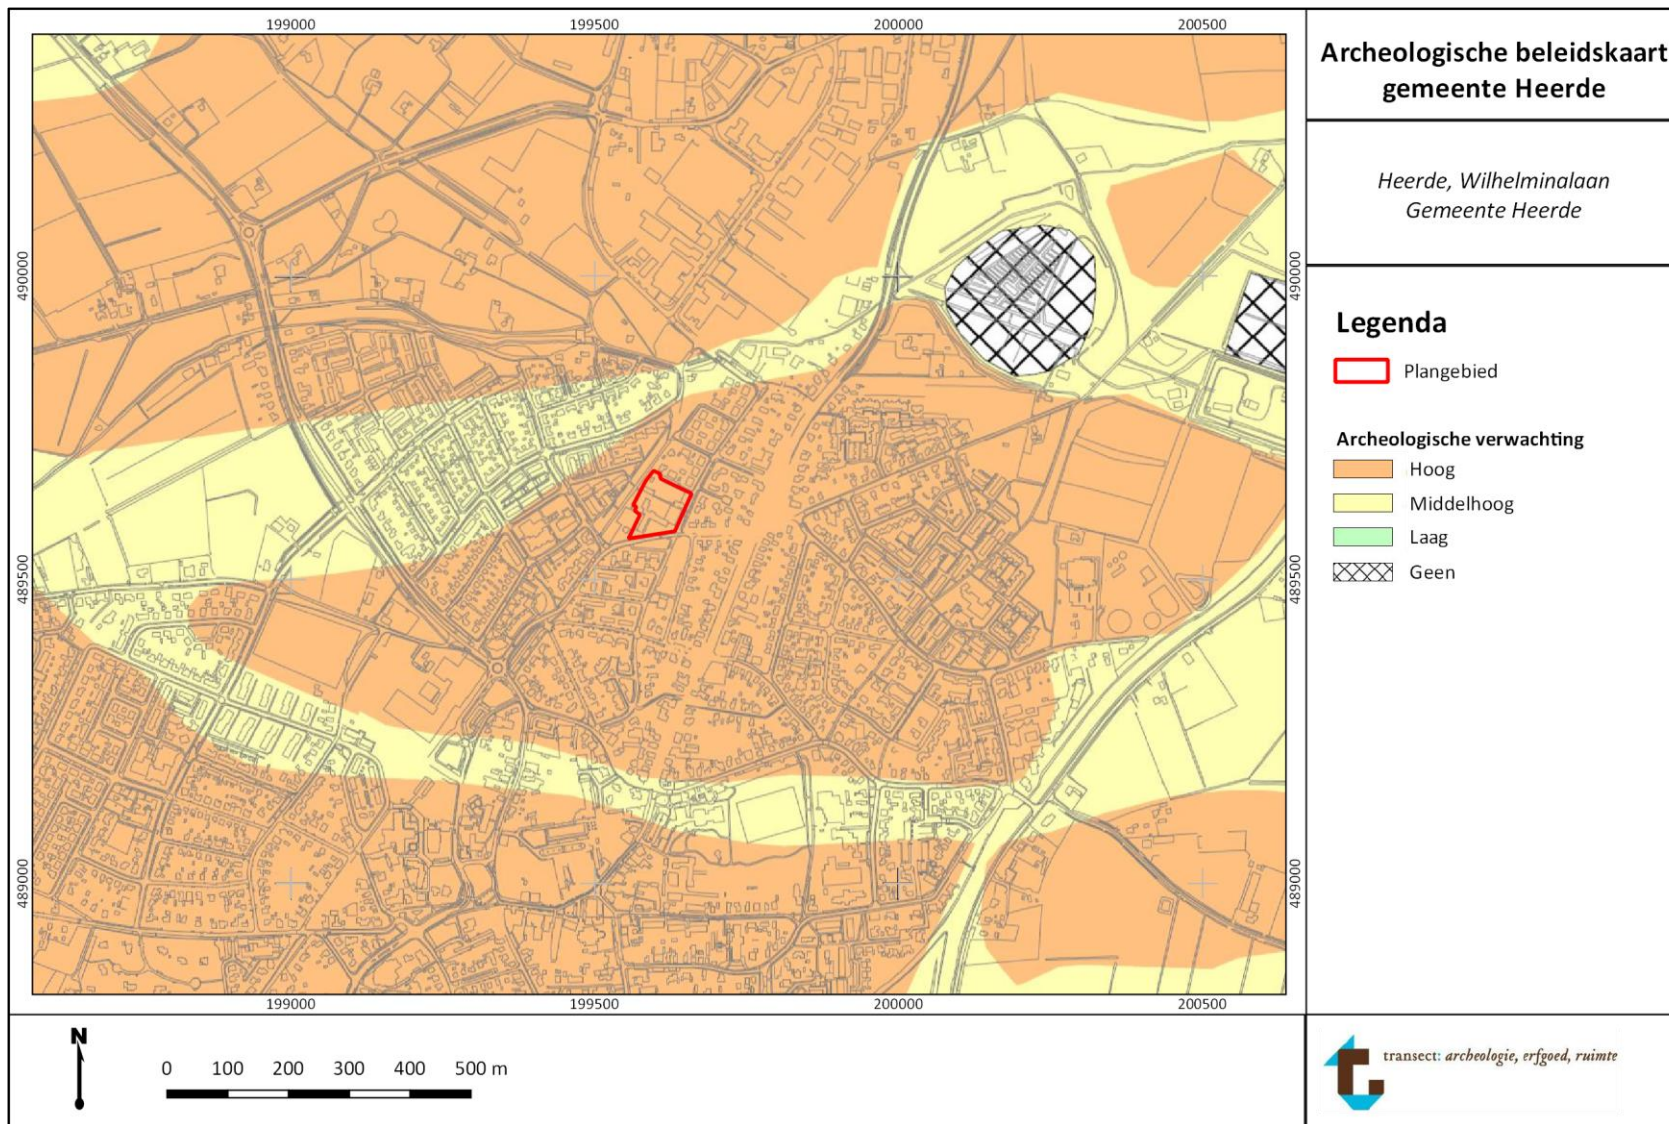 199000 199500 200000 200500
Archeologische beleidskaart
gemeente Heerde
Heerde, Wilhelminalaan
Gemeente Heerde
490000 490000
Legenda
Plangebied
Archeologische verwachting
Hoog
Middelhoog
Laag
Geen
489500 489500
489000 489000
199000 199500 200000 200500
N
0 100 200 300 400 500 m
transect: archeologie, erfgoed, ruimte